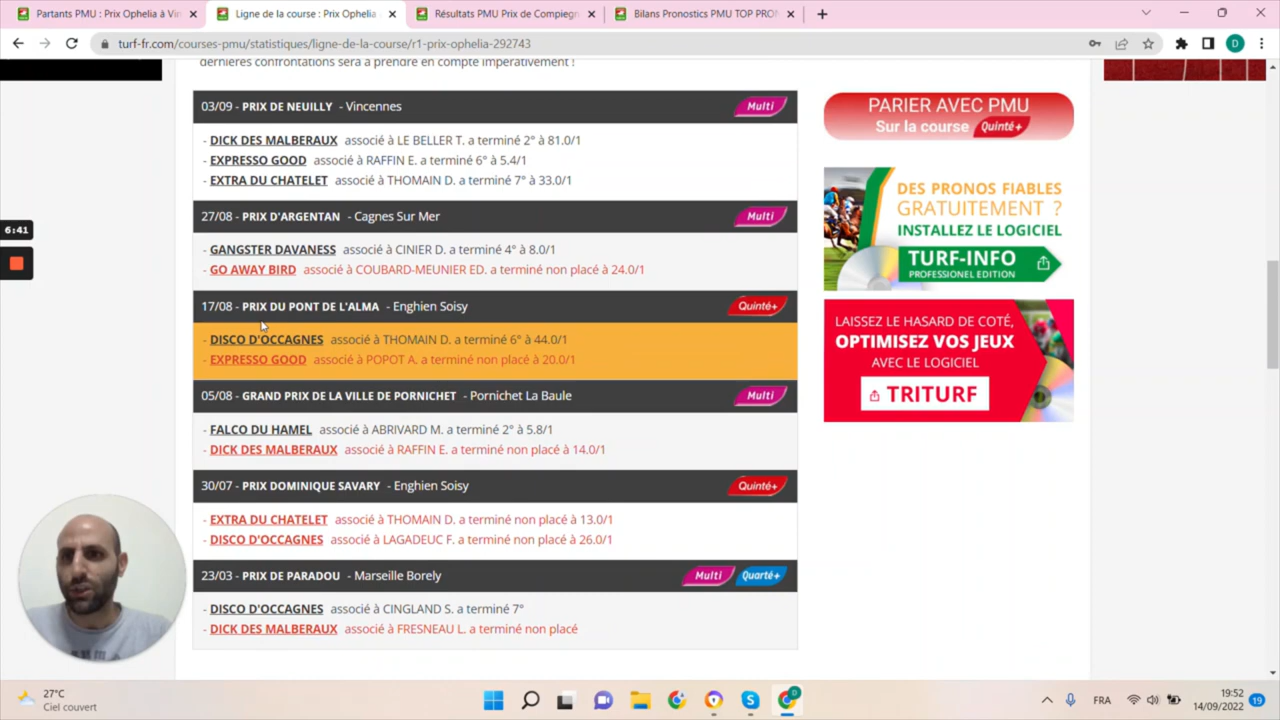 Partants PMU : Prix Ophelia à Vin
Ligne de la course : Prix Ophelia
Résultats PMU Prix de Compiegn
Bilans Pronostics PMU TOP PRO
turf-fr.com/courses-pmu/statistiques/ligne-de-la-course/r1-prix-ophelia-292743
D
dernières confrontations sera à prendre en compte impérativement !
03/09 - PRIX DE NEUILLY - Vincennes
Multi
- DICK DES MALBERAUX associé à LE BELLER T. a terminé 2° à 81.0/1
- EXPRESSO GOOD associé à RAFFIN E. a terminé 6° à 5.4/1
- EXTRA DU CHATELET associé à THOMAIN D. a terminé 7° à 33.0/1
27/08 - PRIX D'ARGENTAN - Cagnes Sur Mer
Multi
- GANGSTER DAVANESS associé à CINIER D. a terminé 4° à 8.0/1
- GO AWAY BIRD associé à COUBARD-MEUNIER ED. a terminé non placé à 24.0/1
17/08 - PRIX DU PONT DE L'ALMA - Enghien Soisy
Quinté+
- DISCO D'OCCAGNES associé à THOMAIN D. a terminé 6° à 44.0/1
- EXPRESSO GOOD associé à POPOT A. a terminé non placé à 20.0/1
05/08 - GRAND PRIX DE LA VILLE DE PORNICHET - Pornichet La Baule
Multi
- FALCO DU HAMEL associé à ABRIVARD M. a terminé 2° à 5.8/1
- DICK DES MALBERAUX associé à RAFFIN E. a terminé non placé à 14.0/1
30/07 - PRIX DOMINIQUE SAVARY - Enghien Soisy
Quinté+
- EXTRA DU CHATELET associé à THOMAIN D. a terminé non placé à 13.0/1
- DISCO D'OCCAGNES associé à LAGADEUC F. a terminé non placé à 26.0/1
23/03 - PRIX DE PARADOU - Marseille Borely
Multi Quarté+
- DISCO D'OCCAGNES associé à CINGLAND S. a terminé 7°
- DICK DES MALBERAUX associé à FRESNEAU L. a terminé non placé
PARIER AVEC PMU
Sur la course Quinté+
DES PRONOS FIABLES
GRATUITEMENT ?
INSTALLEZ LE LOGICIEL
TURF-INFO
PROFESSIONEL EDITION
LAISSEZ LE HASARD DE COTÉ,
OPTIMISEZ VOS JEUX
AVEC LE LOGICIEL
TRITURF
6:41
27°C
Ciel couvert
FRA
19:52
14/09/2022
19